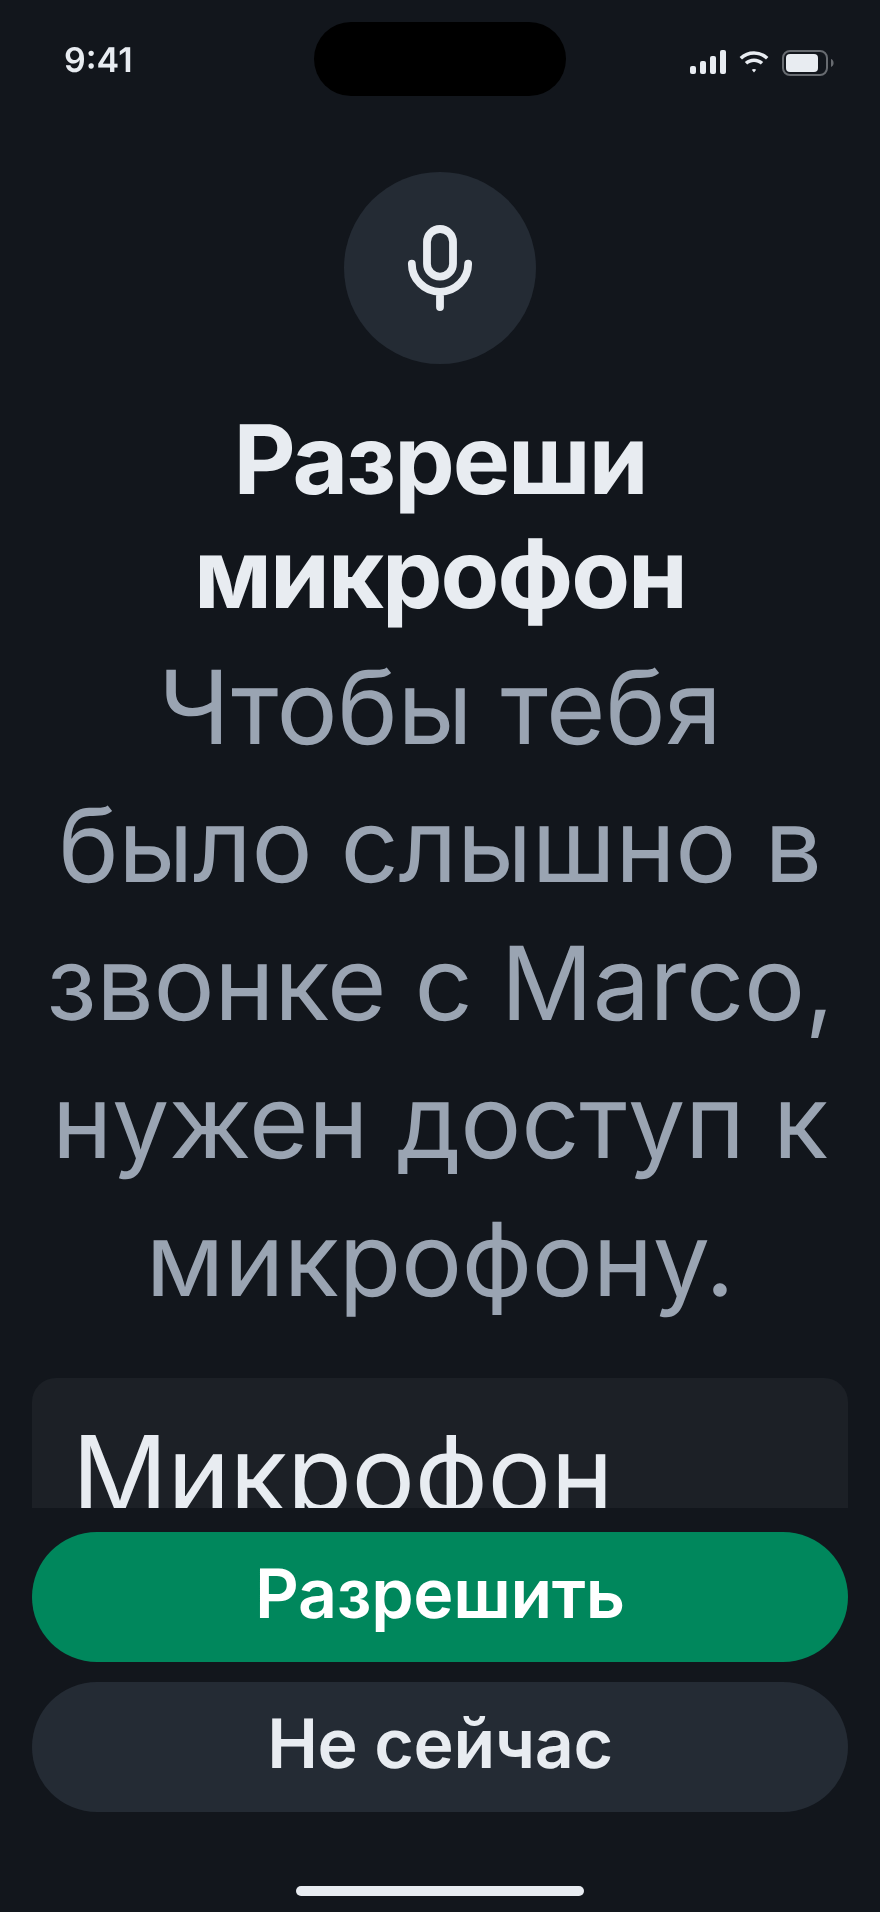 9:41
Разреши
микрофон
Чтобы тебя
было слышно в
звонке с Marco,
нужен доступ к
микрофону.
Микрофон
Разрешить
Не сейчас